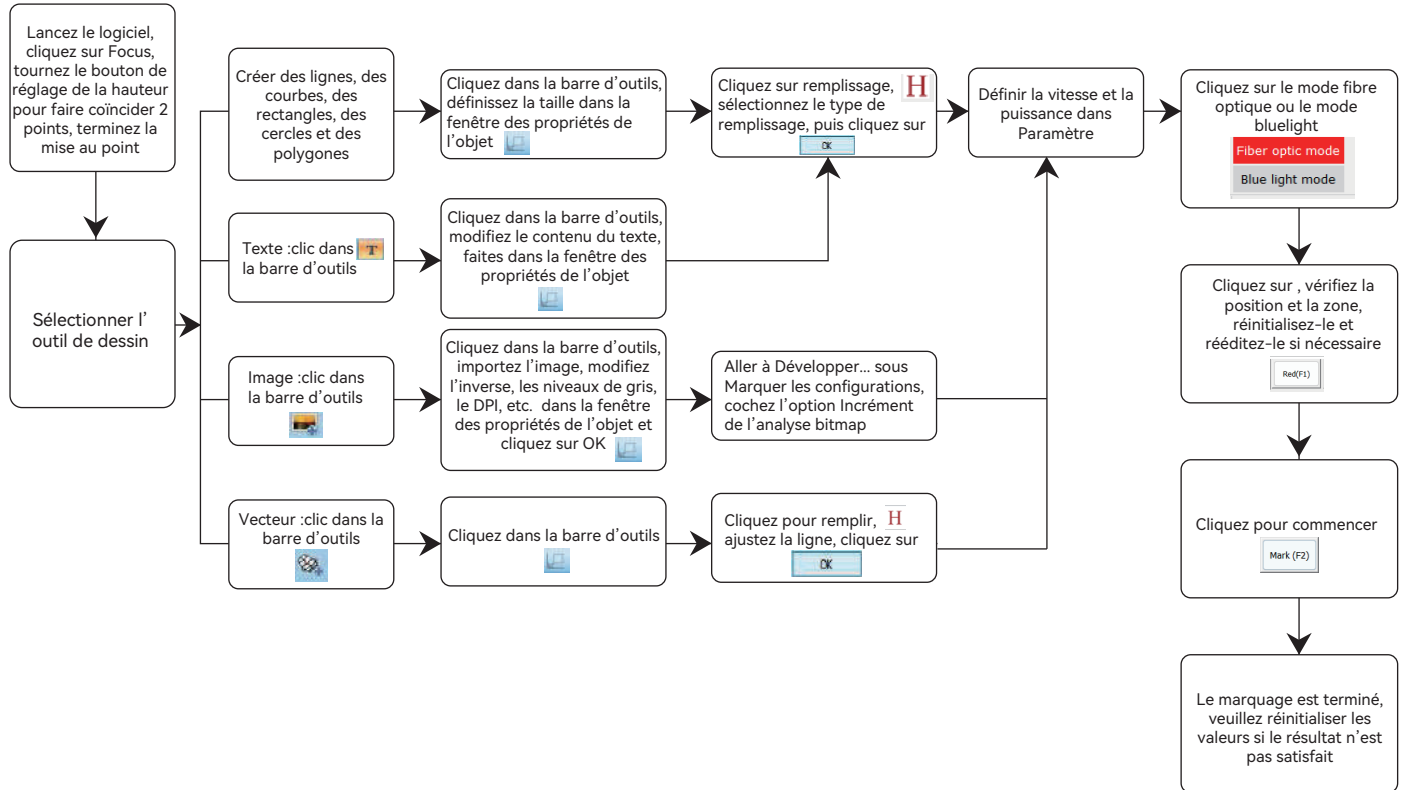 Lancez le logiciel,
cliquez sur Focus,
tournez le bouton de
réglage de la hauteur
pour faire coïncider 2
points, terminez la
mise au point
Sélectionner l'
outil de dessin
Créer des lignes, des
courbes, des
rectangles, des
cercles et des
polygones
Cliquez dans la barre d'outils,
définissez la taille dans la
fenêtre des propriétés de
l'objet
Cliquez sur remplissage, H
sélectionnez le type de
remplissage, puis cliquez sur
OK
Définir la vitesse et la
puissance dans
Paramètre
Cliquez sur le mode fibre
optique ou le mode
bluelight
Fiber optic mode
Blue light mode
Texte :clic dans T
la barre d'outils
Cliquez dans la barre d'outils,
modifiez le contenu du texte,
faites dans la fenêtre des
propriétés de l'objet
Image :clic dans
la barre d'outils
Cliquez dans la barre d'outils,
importez l'image, modifiez
l'inverse, les niveaux de gris,
le DPI, etc. dans la fenêtre
des propriétés de l'objet et
cliquez sur OK
Aller à Développer... sous
Marquer les configurations,
cochez l'option Incrément
de l'analyse bitmap
Vecteur :clic dans la
barre d'outils
Cliquez dans la barre d'outils
Cliquez pour remplir, H
ajustez la ligne, cliquez sur
OK
Cliquez sur , vérifiez la
position et la zone,
réinitialisez-le et
rééditez-le si nécessaire
Red(F1)
Cliquez pour commencer
Mark (F2)
Le marquage est terminé,
veuillez réinitialiser les
valeurs si le résultat n'est
pas satisfait